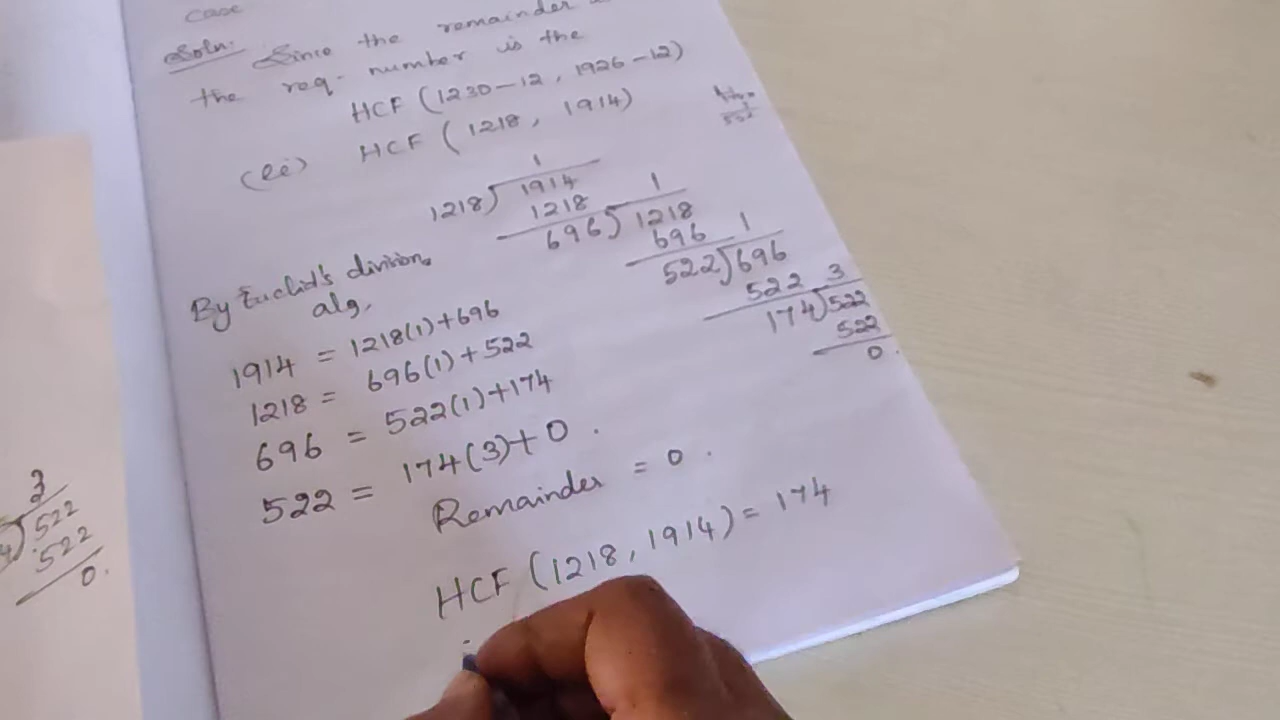 case
Soln: Since the remainder
the req. number is the
HCF (1230-12, 1926-12)
(ie) HCF (1218, 1914)
1
1218) 1914
1218
1
696) 1218
696
1
522) 696
522
3
174) 522
522
0.
By Euclid's division
alg,
1914 = 1218(1)+696
1218 = 696(1)+522
696 = 522(1)+174
522 = 174(3)+0.
Remainder = 0.
HCF (1218, 1914) = 174
3
522
522
0.